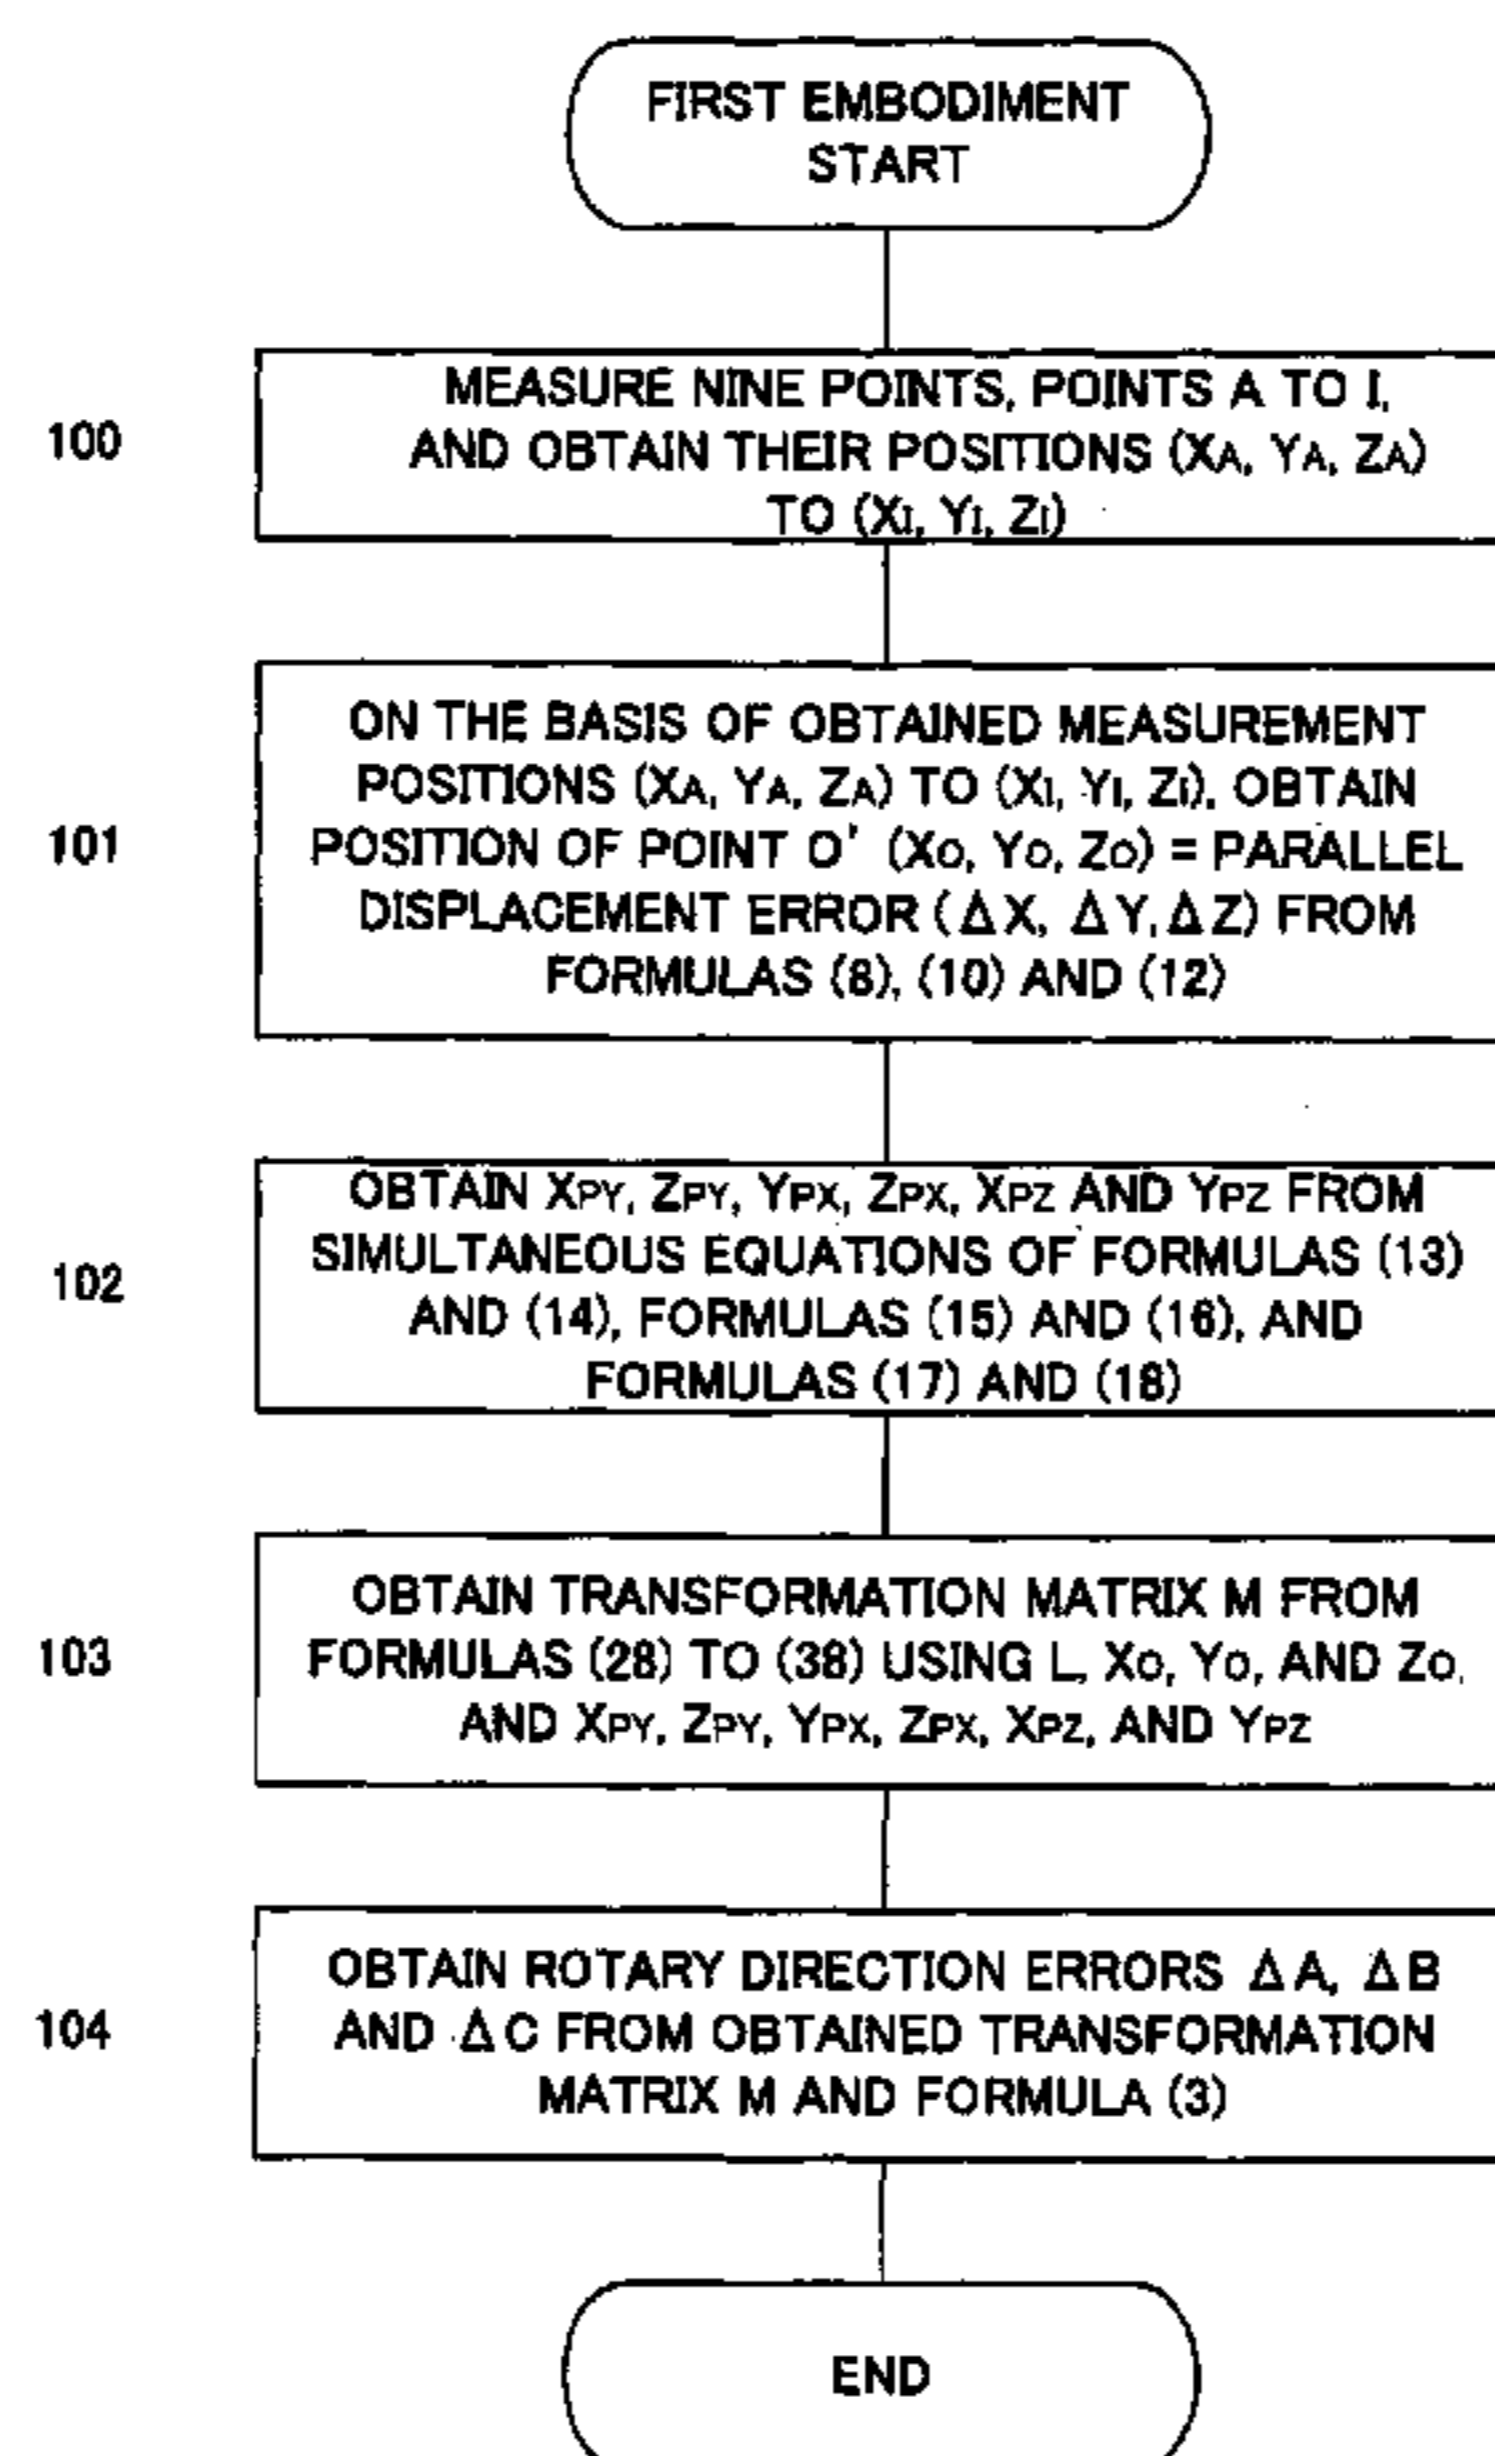 FIRST EMBODIMENT
START
100
MEASURE NINE POINTS, POINTS A TO I,
AND OBTAIN THEIR POSITIONS (XA, YA, ZA)
TO (XI, YI, ZI)
101
ON THE BASIS OF OBTAINED MEASUREMENT
POSITIONS (XA, YA, ZA) TO (XI, YI, ZI), OBTAIN
POSITION OF POINT O' (XO, YO, ZO) = PARALLEL
DISPLACEMENT ERROR (ΔX, ΔY, ΔZ) FROM
FORMULAS (8), (10) AND (12)
102
OBTAIN XPY, ZPY, YPX, ZPX, XPZ AND YPZ FROM
SIMULTANEOUS EQUATIONS OF FORMULAS (13)
AND (14), FORMULAS (15) AND (16), AND
FORMULAS (17) AND (18)
103
OBTAIN TRANSFORMATION MATRIX M FROM
FORMULAS (28) TO (38) USING L, XO, YO, AND ZO,
AND XPY, ZPY, YPX, ZPX, XPZ, AND YPZ
104
OBTAIN ROTARY DIRECTION ERRORS ΔA, ΔB
AND ΔC FROM OBTAINED TRANSFORMATION
MATRIX M AND FORMULA (3)
END